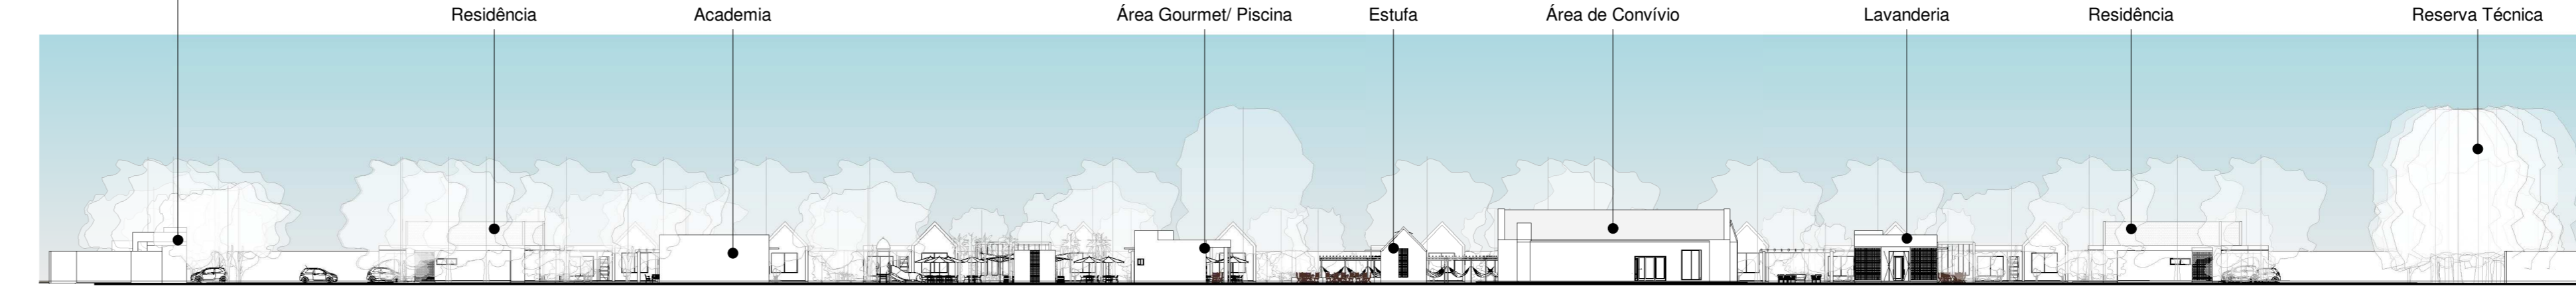 Residência
Academia
Área Gourmet/ Piscina
Estufa
Área de Convívio
Lavanderia
Residência
Reserva Técnica